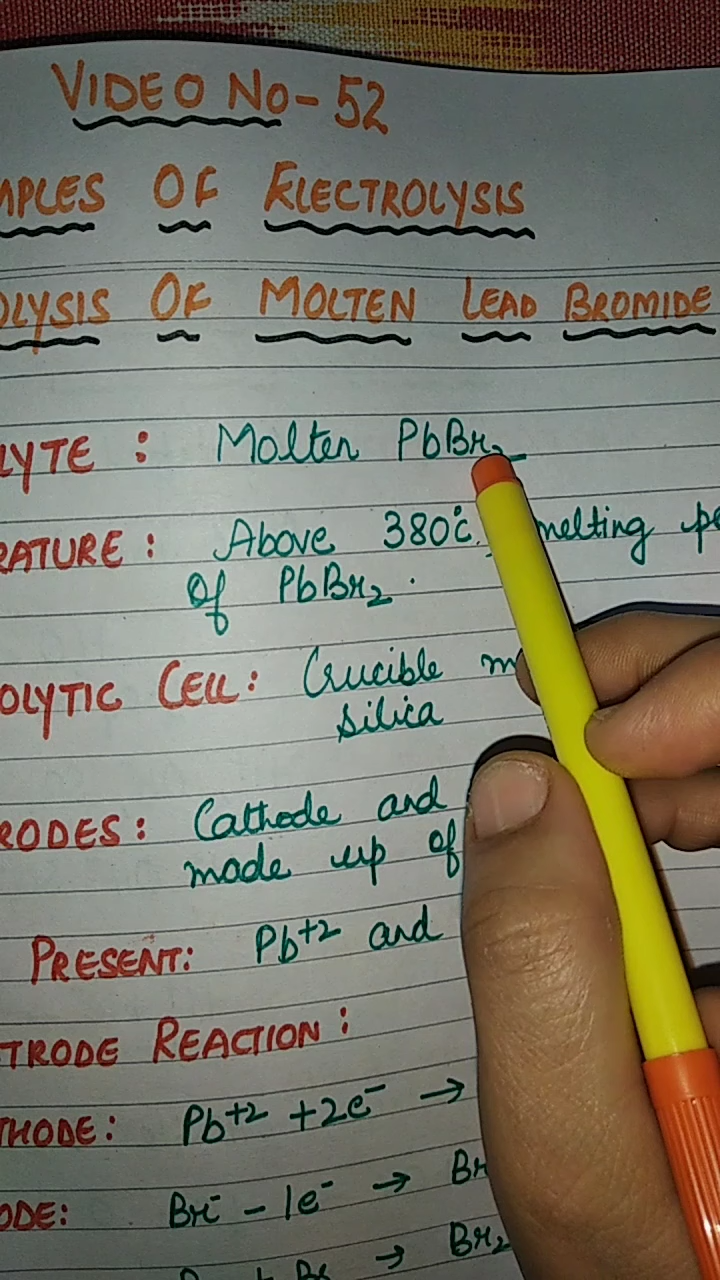 VIDEO NO-52
MPLES OF ELECTROLYSIS
OLYSIS OF MOLTEN LEAD BROMIDE
LYTE : Molten PbBr2
RATURE : Above 380°C, melting po
of PbBr2.
OLYTIC CELL: Crucible m
silica
RODES: Cathode and
made up of
PRESENT: Pb+2 and
TRODE REACTION:
THODE: Pb+2 + 2e- →
ODE: Br- - 1e- → Br
→ Br2